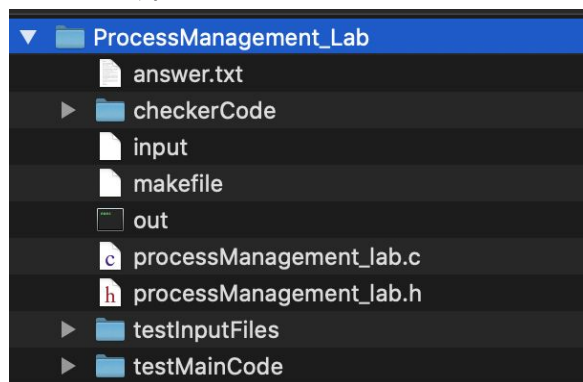 ProcessManagement_Lab
answer.txt
checkerCode
input
makefile
out
c processManagement_lab.c
h processManagement_lab.h
testInputFiles
testMainCode